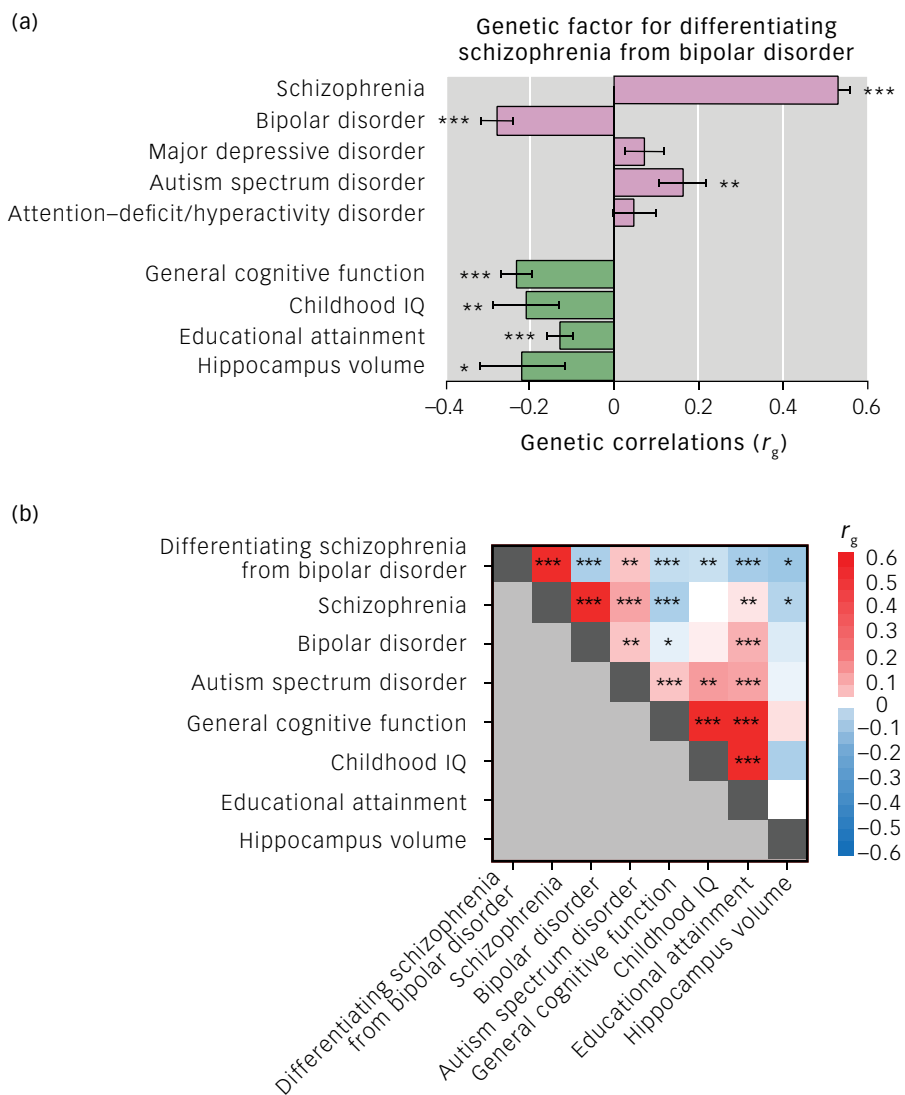 (a)
Genetic factor for differentiating
schizophrenia from bipolar disorder
Schizophrenia
***
Bipolar disorder
***
Major depressive disorder
Autism spectrum disorder
**
Attention–deficit/hyperactivity disorder
General cognitive function
***
Childhood IQ
**
Educational attainment
***
Hippocampus volume
*
–0.4 –0.2 0 0.2 0.4 0.6
Genetic correlations (rg)
(b)
rg
Differentiating schizophrenia
from bipolar disorder
*** *** ** *** ** *** *
Schizophrenia
*** *** *** ** *
Bipolar disorder
** * ***
Autism spectrum disorder
*** ** ***
General cognitive function
*** ***
Childhood IQ
***
Educational attainment
Hippocampus volume
0.6
0.5
0.4
0.3
0.2
0.1
0
–0.1
–0.2
–0.3
–0.4
–0.5
–0.6
Differentiating schizophrenia
from bipolar disorder
Schizophrenia
Bipolar disorder
Autism spectrum disorder
General cognitive function
Childhood IQ
Educational attainment
Hippocampus volume